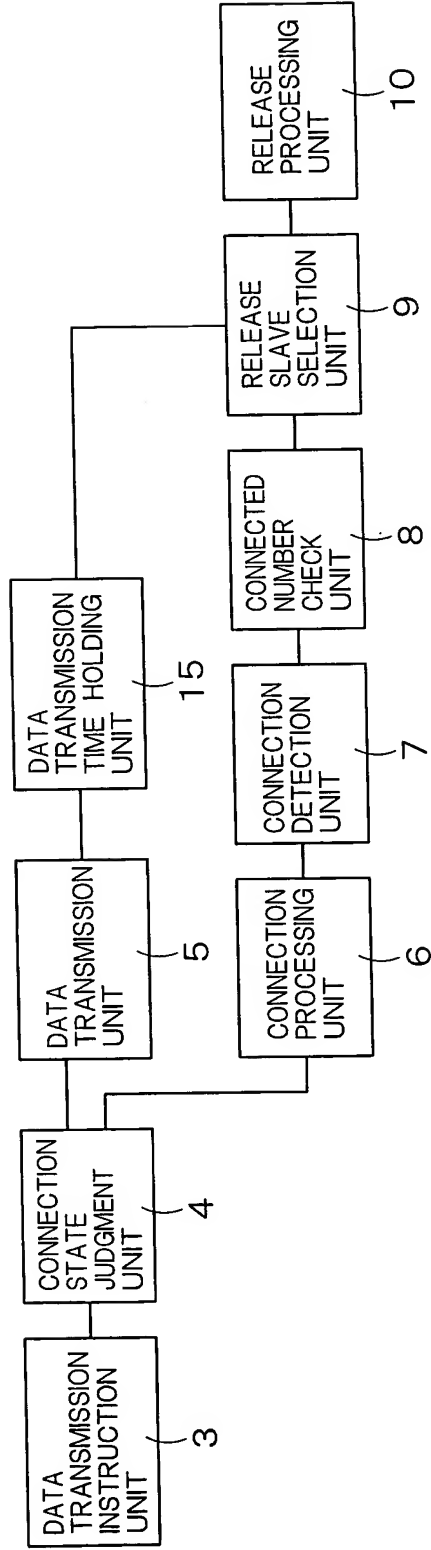 DATA
TRANSMISSION
INSTRUCTION
UNIT
3
CONNECTION
STATE
JUDGMENT
UNIT
4
DATA
TRANSMISSION
UNIT
5
DATA
TRANSMISSION
TIME HOLDING
UNIT
15
CONNECTION
PROCESSING
UNIT
6
CONNECTION
DETECTION
UNIT
7
CONNECTED
NUMBER
CHECK
UNIT
8
RELEASE
SLAVE
SELECTION
UNIT
9
RELEASE
PROCESSING
UNIT
10